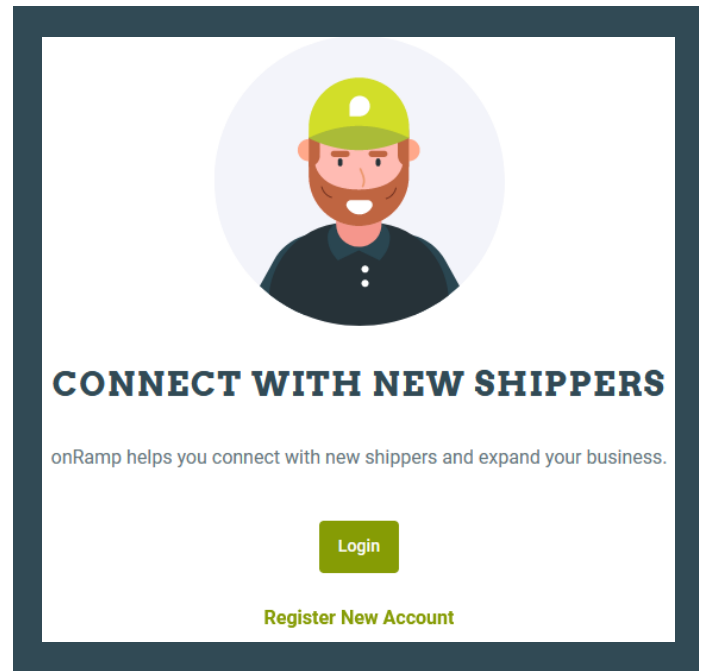 CONNECT WITH NEW SHIPPERS
onRamp helps you connect with new shippers and expand your business.
Login
Register New Account